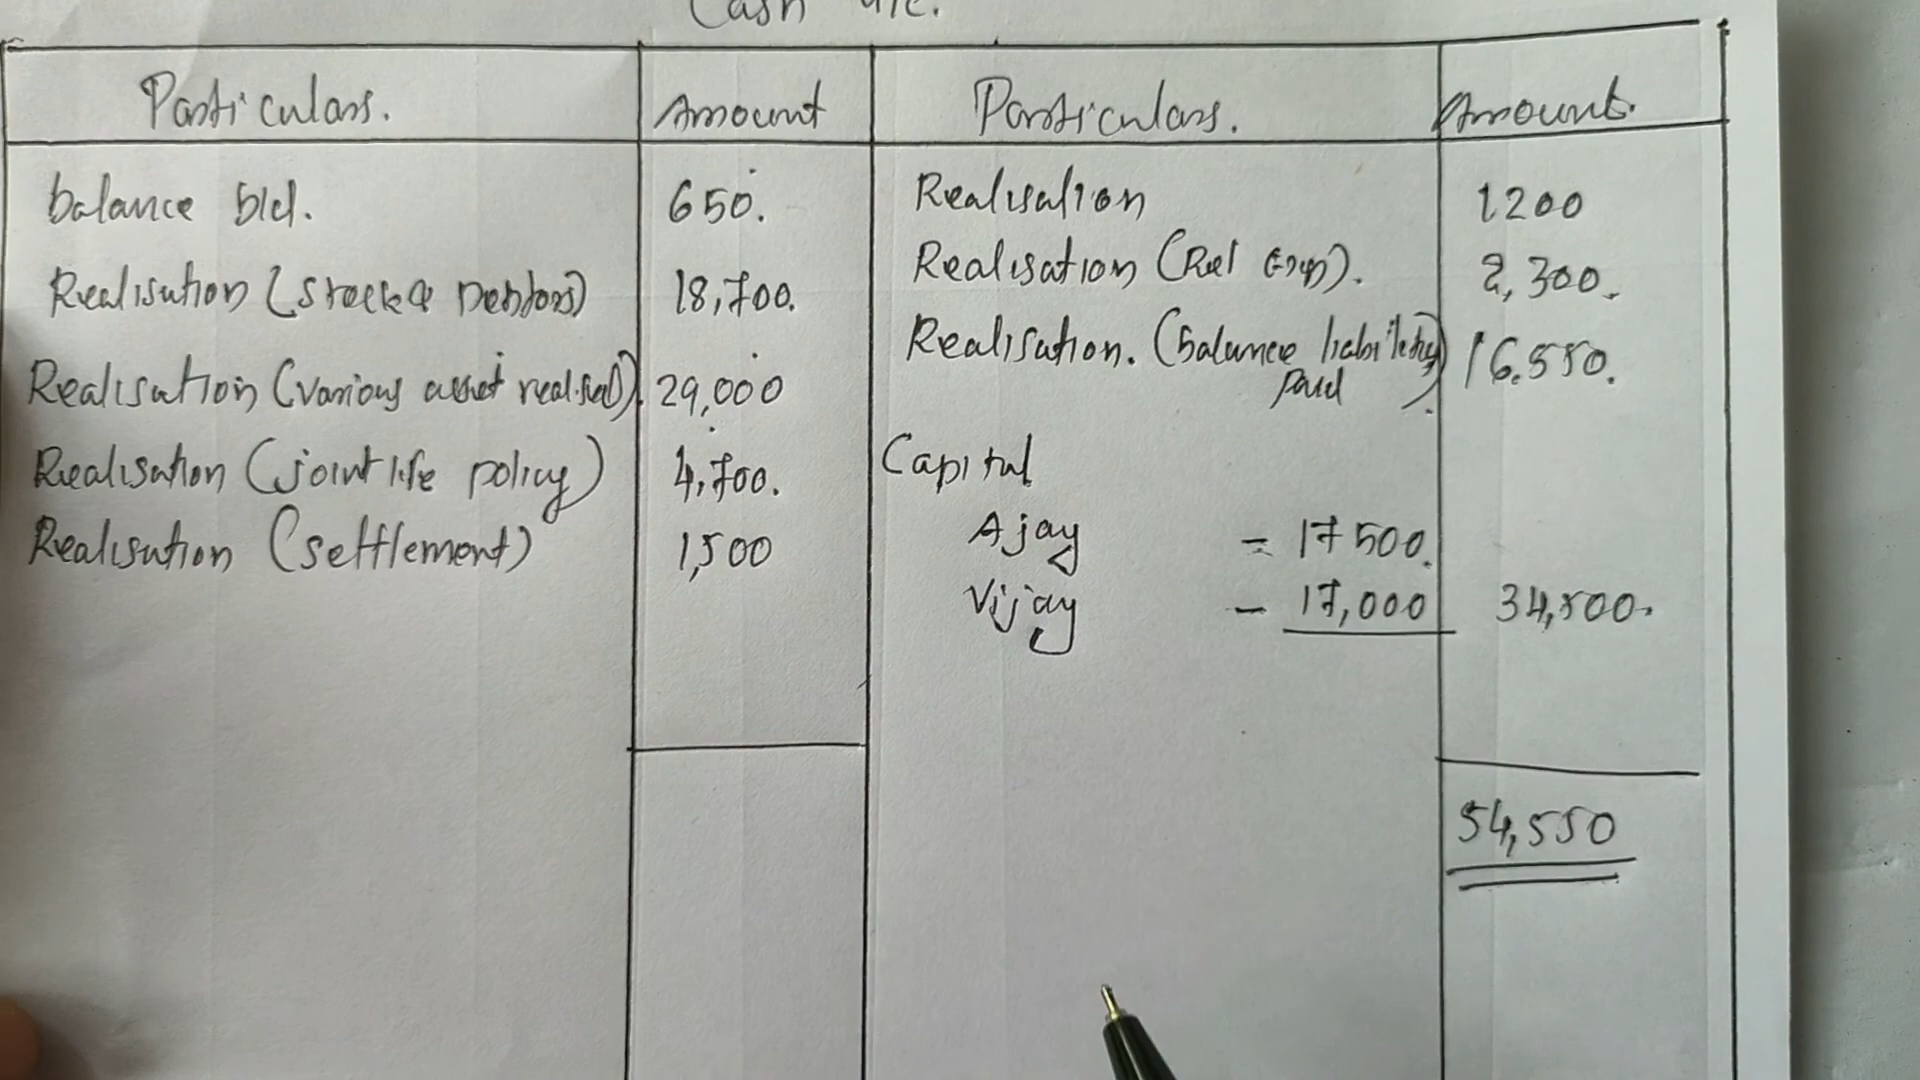 Cash a/c.
Particulars. Amount Particulars. Amount.
balance b/d. 650. Realisation 1200
Realisation (Rel Exp). 2,300.
Realisation (stock & Debtors) 18,700.
Realisation. (balance liability paid) 16.550.
Realisation (various asset realised). 29,000
Realisation (joint life policy) 4,700. Capital
Realisation (settlement) 1,500 Ajay = 17500.
Vijay - 17,000 34,500.
54,550